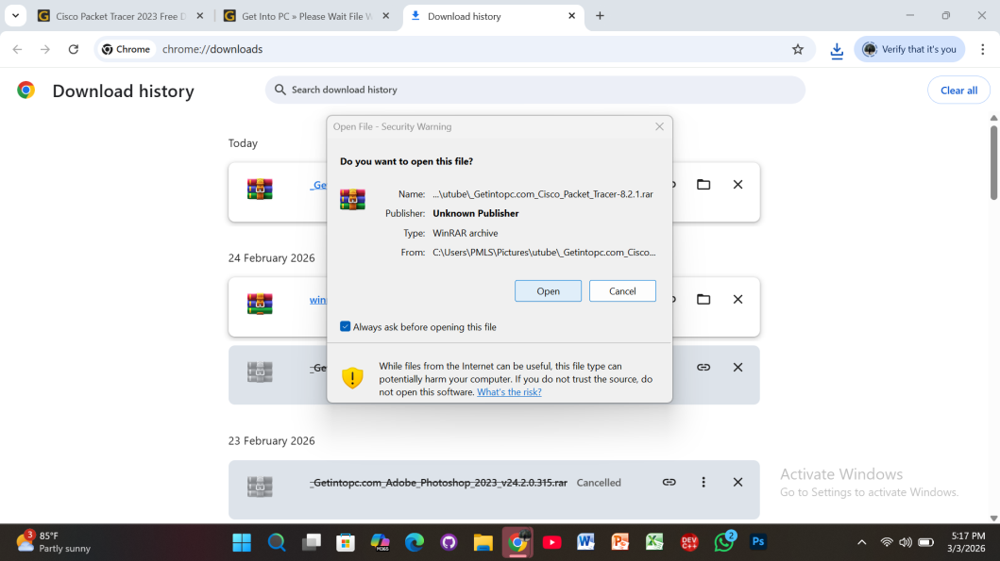 Cisco Packet Tracer 2023 Free D
Get Into PC » Please Wait File W
Download history
Chrome
chrome://downloads
Verify that it's you
Download history
Search download history
Clear all
Today
_Ge
24 February 2026
win
_Ge
23 February 2026
_Getintopc.com_Adobe_Photoshop_2023_v24.2.0.315.rar Cancelled
Open File - Security Warning
Do you want to open this file?
Name: ...\utube\_Getintopc.com_Cisco_Packet_Tracer-8.2.1.rar
Publisher: Unknown Publisher
Type: WinRAR archive
From: C:\Users\PMLS\Pictures\utube\_Getintopc.com_Cisco...
Open Cancel
Always ask before opening this file
While files from the Internet can be useful, this file type can
potentially harm your computer. If you do not trust the source, do
not open this software. What's the risk?
Activate Windows
Go to Settings to activate Windows.
3
85°F
Partly sunny
M365
DEV C++
2
Ps
5:17 PM
3/3/2026